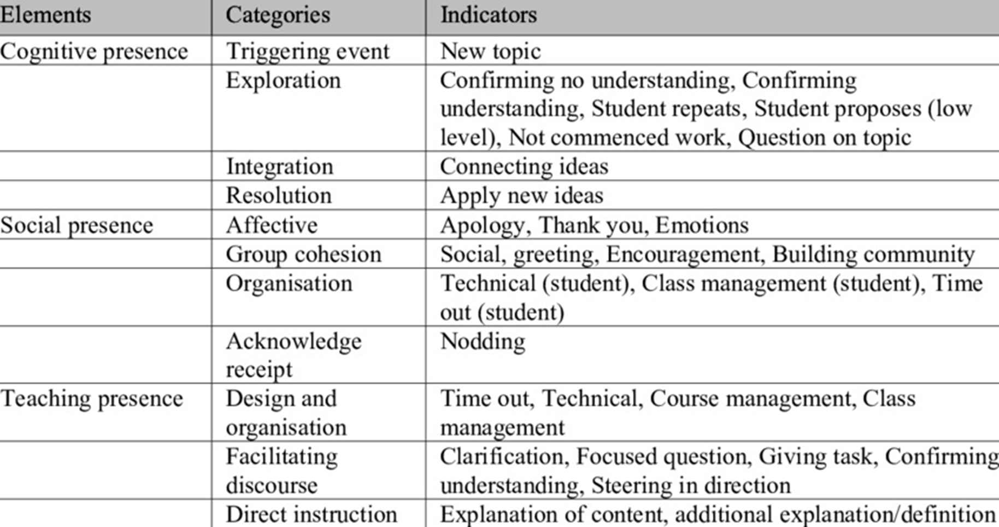 Elements Categories Indicators
Cognitive presence Triggering event New topic
Exploration Confirming no understanding, Confirming
understanding, Student repeats, Student proposes (low
level), Not commenced work, Question on topic
Integration Connecting ideas
Resolution Apply new ideas
Social presence Affective Apology, Thank you, Emotions
Group cohesion Social, greeting, Encouragement, Building community
Organisation Technical (student), Class management (student), Time
out (student)
Acknowledge Nodding
receipt
Teaching presence Design and Time out, Technical, Course management, Class
organisation management
Facilitating Clarification, Focused question, Giving task, Confirming
discourse understanding, Steering in direction
Direct instruction Explanation of content, additional explanation/definition